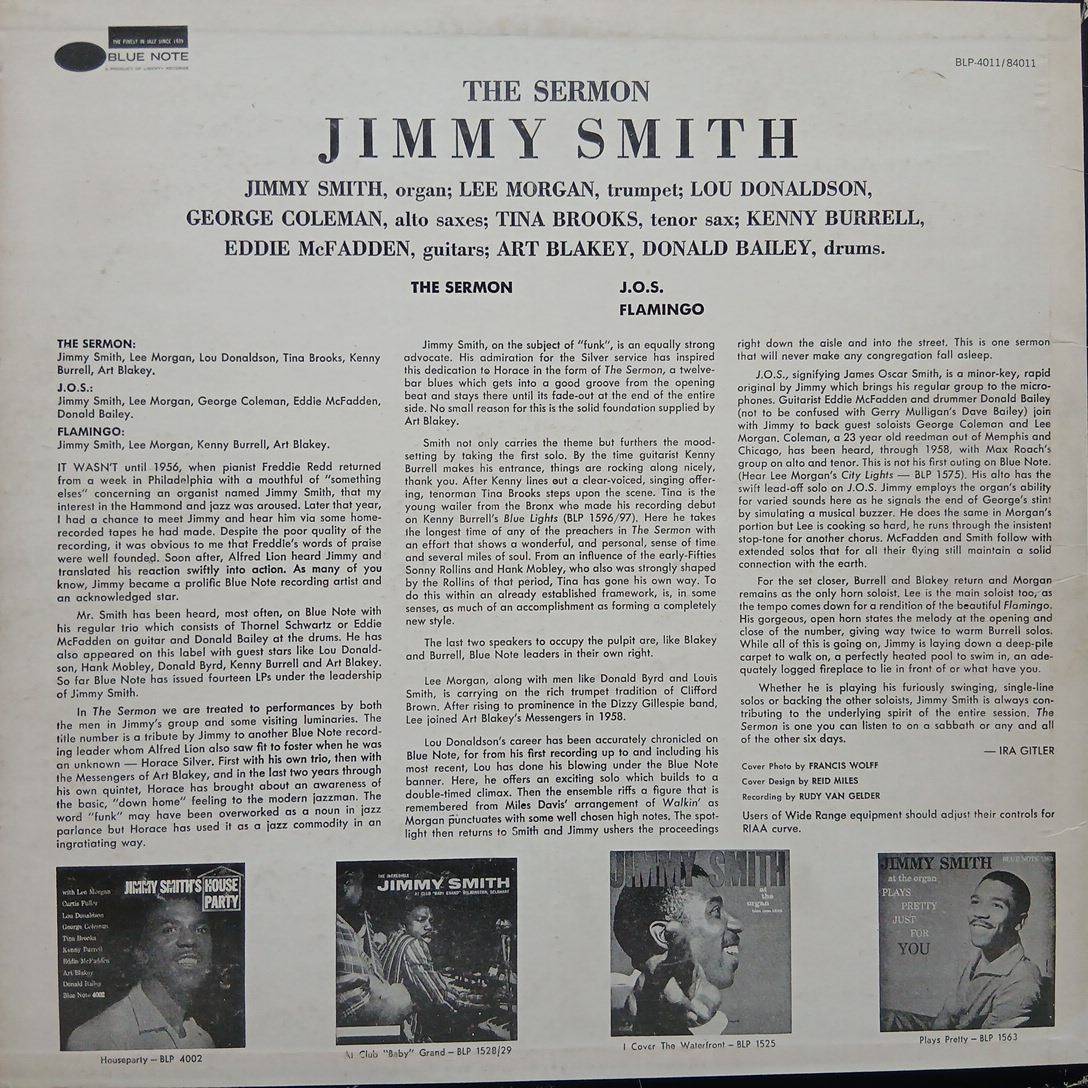 THE FINEST IN JAZZ SINCE 1939
BLUE NOTE
A PRODUCT OF LIBERTY RECORDS
BLP-4011/84011
THE SERMON
JIMMY SMITH
JIMMY SMITH, organ; LEE MORGAN, trumpet; LOU DONALDSON,
GEORGE COLEMAN, alto saxes; TINA BROOKS, tenor sax; KENNY BURRELL,
EDDIE McFADDEN, guitars; ART BLAKEY, DONALD BAILEY, drums.
THE SERMON
J.O.S.
FLAMINGO
THE SERMON:
Jimmy Smith, Lee Morgan, Lou Donaldson, Tina Brooks, Kenny
Burrell, Art Blakey.
J.O.S.:
Jimmy Smith, Lee Morgan, George Coleman, Eddie McFadden,
Donald Bailey.
FLAMINGO:
Jimmy Smith, Lee Morgan, Kenny Burrell, Art Blakey.
IT WASN'T until 1956, when pianist Freddie Redd returned
from a week in Philadelphia with a mouthful of "something
elses" concerning an organist named Jimmy Smith, that my
interest in the Hammond and jazz was aroused. Later that year,
I had a chance to meet Jimmy and hear him via some home-
recorded tapes he had made. Despite the poor quality of the
recording, it was obvious to me that Freddie's words of praise
were well founded. Soon after, Alfred Lion heard Jimmy and
translated his reaction swiftly into action. As many of you
know, Jimmy became a prolific Blue Note recording artist and
an acknowledged star.
Mr. Smith has been heard, most often, on Blue Note with
his regular trio which consists of Thornel Schwartz or Eddie
McFadden on guitar and Donald Bailey at the drums. He has
also appeared on this label with guest stars like Lou Donald-
son, Hank Mobley, Donald Byrd, Kenny Burrell and Art Blakey.
So far Blue Note has issued fourteen LPs under the leadership
of Jimmy Smith.
In The Sermon we are treated to performances by both
the men in Jimmy's group and some visiting luminaries. The
title number is a tribute by Jimmy to another Blue Note record-
ing leader whom Alfred Lion also saw fit to foster when he was
an unknown — Horace Silver. First with his own trio, then with
the Messengers of Art Blakey, and in the last two years through
his own quintet, Horace has brought about an awareness of
the basic, "down home" feeling to the modern jazzman. The
word "funk" may have been overworked as a noun in jazz
parlance but Horace has used it as a jazz commodity in an
ingratiating way.
Jimmy Smith, on the subject of "funk", is an equally strong
advocate. His admiration for the Silver service has inspired
this dedication to Horace in the form of The Sermon, a twelve-
bar blues which gets into a good groove from the opening
beat and stays there until its fade-out at the end of the entire
side. No small reason for this is the solid foundation supplied by
Art Blakey.
Smith not only carries the theme but furthers the mood-
setting by taking the first solo. By the time guitarist Kenny
Burrell makes his entrance, things are rocking along nicely,
thank you. After Kenny lines out a clear-voiced, singing offer-
ing, tenorman Tina Brooks steps upon the scene. Tina is the
young wailer from the Bronx who made his recording debut
on Kenny Burrell's Blue Lights (BLP 1596/97). Here he takes
the longest time of any of the preachers in The Sermon with
an effort that shows a wonderful, and personal, sense of time
and several miles of soul. From an influence of the early-Fifties
Sonny Rollins and Hank Mobley, who also was strongly shaped
by the Rollins of that period, Tina has gone his own way. To
do this within an already established framework, is, in some
senses, as much of an accomplishment as forming a completely
new style.
The last two speakers to occupy the pulpit are, like Blakey
and Burrell, Blue Note leaders in their own right.
Lee Morgan, along with men like Donald Byrd and Louis
Smith, is carrying on the rich trumpet tradition of Clifford
Brown. After rising to prominence in the Dizzy Gillespie band,
Lee joined Art Blakey's Messengers in 1958.
Lou Donaldson's career has been accurately chronicled on
Blue Note, for from his first recording up to and including his
most recent, Lou has done his blowing under the Blue Note
banner. Here, he offers an exciting solo which builds to a
double-timed climax. Then the ensemble riffs a figure that is
remembered from Miles Davis' arrangement of Walkin' as
Morgan punctuates with some well chosen high notes. The spot-
light then returns to Smith and Jimmy ushers the proceedings
right down the aisle and into the street. This is one sermon
that will never make any congregation fall asleep.
J.O.S., signifying James Oscar Smith, is a minor-key, rapid
original by Jimmy which brings his regular group to the micro-
phones. Guitarist Eddie McFadden and drummer Donald Bailey
(not to be confused with Gerry Mulligan's Dave Bailey) join
with Jimmy to back guest soloists George Coleman and Lee
Morgan. Coleman, a 23 year old reedman out of Memphis and
Chicago, has been heard, through 1958, with Max Roach's
group on alto and tenor. This is not his first outing on Blue Note.
(Hear Lee Morgan's City Lights — BLP 1575). His alto has the
swift lead-off solo on J.O.S. Jimmy employs the organ's ability
for varied sounds here as he signals the end of George's stint
by simulating a musical buzzer. He does the same in Morgan's
portion but Lee is cooking so hard, he runs through the insistent
stop-tone for another chorus. McFadden and Smith follow with
extended solos that for all their flying still maintain a solid
connection with the earth.
For the set closer, Burrell and Blakey return and Morgan
remains as the only horn soloist. Lee is the main soloist too, as
the tempo comes down for a rendition of the beautiful Flamingo.
His gorgeous, open horn states the melody at the opening and
close of the number, giving way twice to warm Burrell solos.
While all of this is going on, Jimmy is laying down a deep-pile
carpet to walk on, a perfectly heated pool to swim in, an ade-
quately logged fireplace to lie in front of or what have you.
Whether he is playing his furiously swinging, single-line
solos or backing the other soloists, Jimmy Smith is always con-
tributing to the underlying spirit of the entire session. The
Sermon is one you can listen to on a sabbath or any and all
of the other six days.
— IRA GITLER
Cover Photo by FRANCIS WOLFF
Cover Design by REID MILES
Recording by RUDY VAN GELDER
Users of Wide Range equipment should adjust their controls for
RIAA curve.
JIMMY SMITH'S HOUSE
PARTY
with Lee Morgan
Curtis Fuller
Lou Donaldson
George Coleman
Tina Brooks
Kenny Burrell
Eddie McFadden
Art Blakey
Donald Bailey
Blue Note 4002
Houseparty — BLP 4002
THE INCREDIBLE
JIMMY SMITH
AT CLUB "BABY GRAND" WILMINGTON, DELAWARE
At Club "Baby" Grand — BLP 1528/29
JIMMY SMITH
at
the
organ
I Cover The Waterfront — BLP 1525
JIMMY SMITH
BLUE NOTE 1563
at the organ
PLAYS
PRETTY
JUST
FOR
YOU
Plays Pretty — BLP 1563